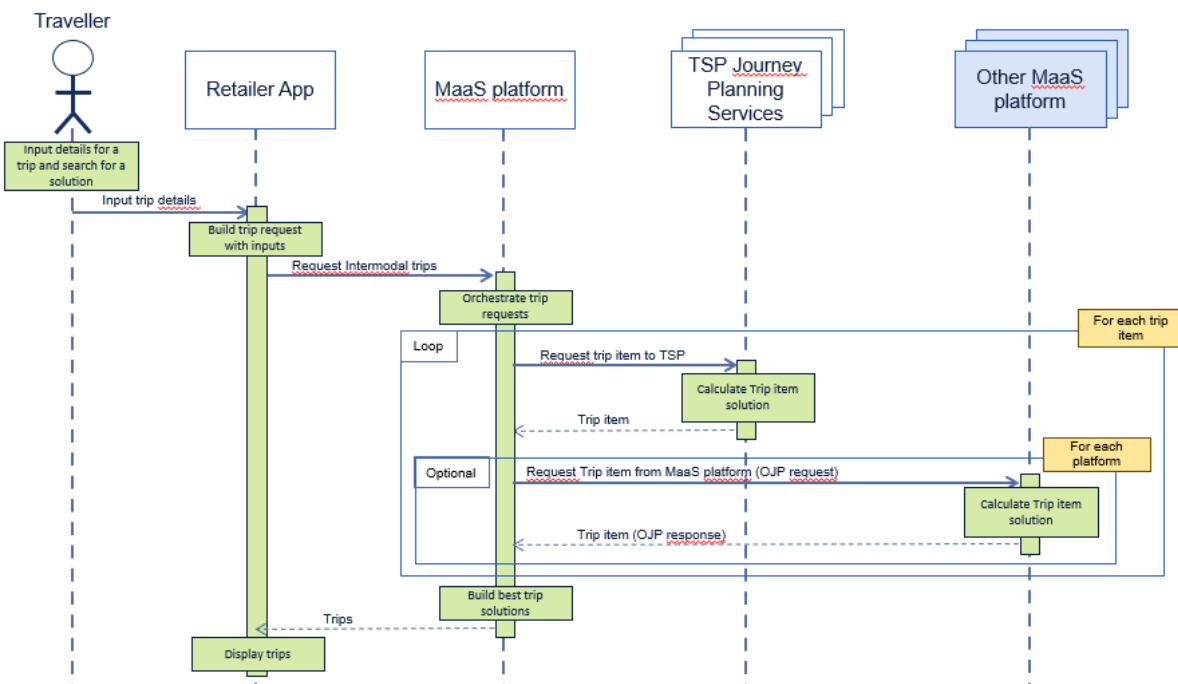 Traveller
Retailer App
MaaS platform
TSP Journey
Planning
Services
Other MaaS
platform
Input details for a
trip and search for a
solution
Input trip details
Build trip request
with inputs
Request Intermodal trips
Orchestrate trip
requests
For each trip
item
Loop
Request trip item to TSP
Calculate Trip item
solution
Trip item
For each
platform
Optional
Request Trip item from MaaS platform (OJP request)
Calculate Trip item
solution
Trip item (OJP response)
Build best trip
solutions
Trips
Display trips